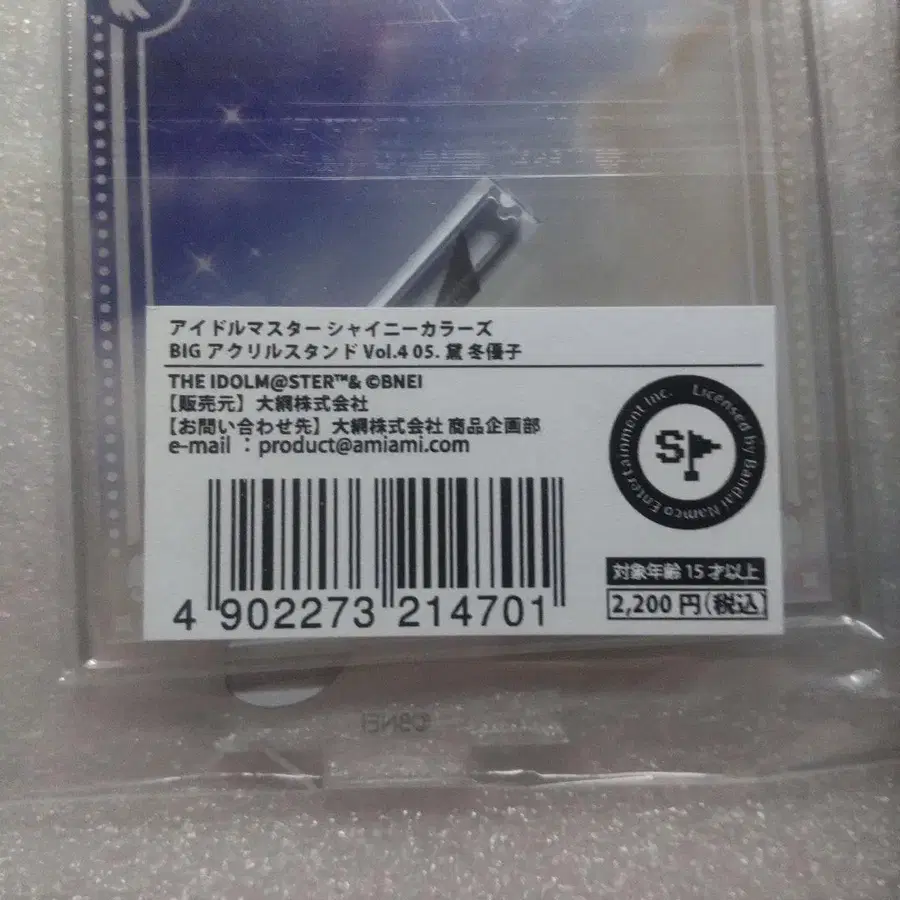 アイドルマスター シャイニーカラーズ
BIG アクリルスタンド Vol.4 05. 黛 冬優子
THE IDOLM@STER™& ©BNEI
【販売元】大網株式会社
【お問い合わせ先】大網株式会社 商品企画部
e-mail ：product@amiami.com
Licensed by Bandai Namco Entertainment Inc.
S
対象年齢 15 才以上
2,200 円（税込）
4 902273 214701
©BNEI